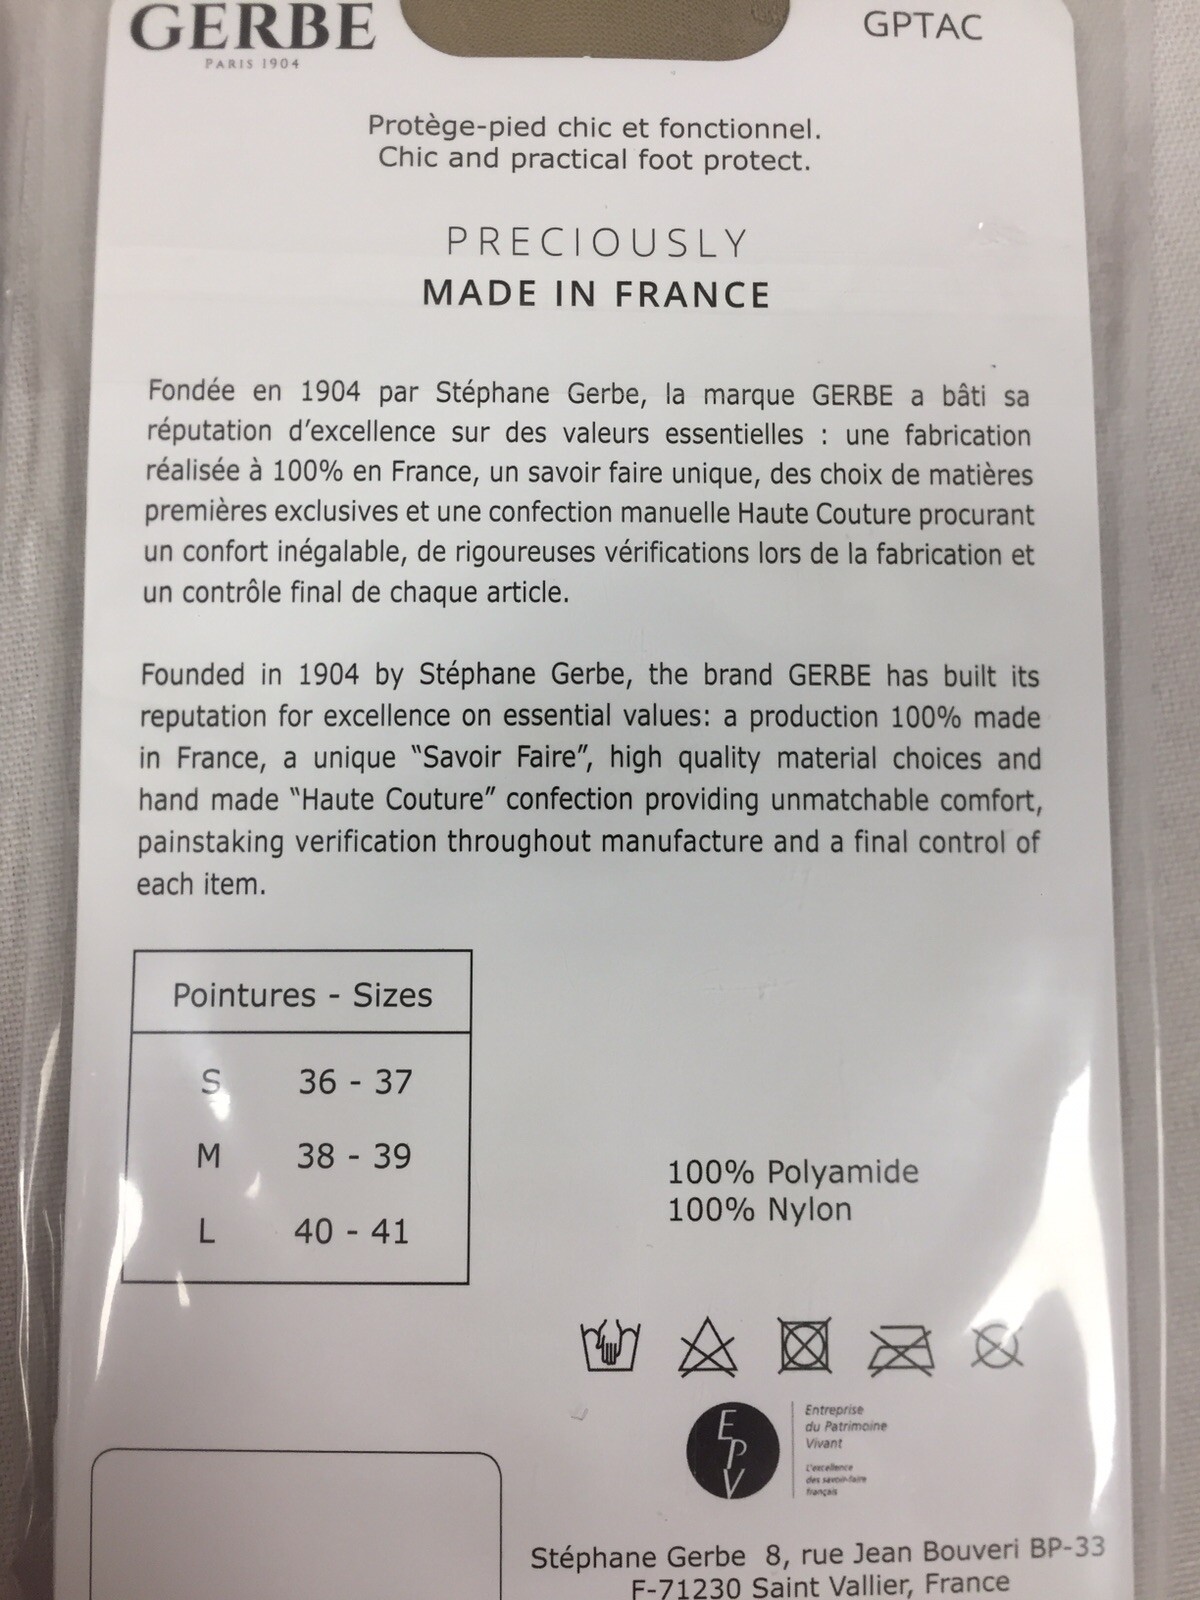 GERBE
PARIS 1904
GPTAC
Protège-pied chic et fonctionnel.
Chic and practical foot protect.
PRECIOUSLY
MADE IN FRANCE
Fondée en 1904 par Stéphane Gerbe, la marque GERBE a bâti sa
réputation d'excellence sur des valeurs essentielles : une fabrication
réalisée à 100% en France, un savoir faire unique, des choix de matières
premières exclusives et une confection manuelle Haute Couture procurant
un confort inégalable, de rigoureuses vérifications lors de la fabrication et
un contrôle final de chaque article.
Founded in 1904 by Stéphane Gerbe, the brand GERBE has built its
reputation for excellence on essential values: a production 100% made
in France, a unique “Savoir Faire”, high quality material choices and
hand made “Haute Couture” confection providing unmatchable comfort,
painstaking verification throughout manufacture and a final control of
each item.
Pointures - Sizes
S 36 - 37
M 38 - 39
L 40 - 41
100% Polyamide
100% Nylon
EPV
Entreprise
du Patrimoine
Vivant
L'excellence
des savoir-faire
français
Stéphane Gerbe 8, rue Jean Bouveri BP-33
F-71230 Saint Vallier, France